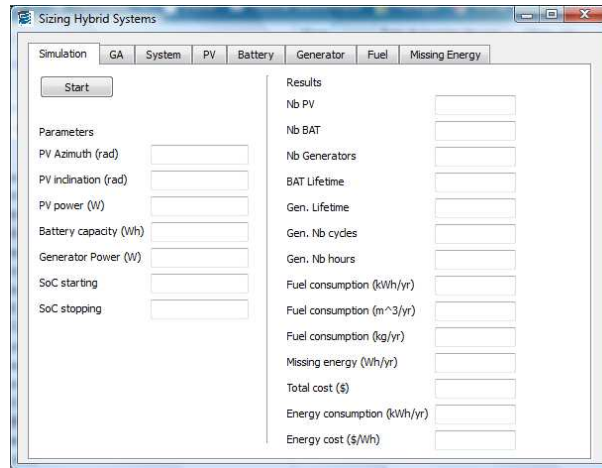 Sizing Hybrid Systems
Simulation GA System PV Battery Generator Fuel Missing Energy
Start
Parameters
PV Azimuth (rad)
PV inclination (rad)
PV power (W)
Battery capacity (Wh)
Generator Power (W)
SoC starting
SoC stopping
Results
Nb PV
Nb BAT
Nb Generators
BAT Lifetime
Gen. Lifetime
Gen. Nb cycles
Gen. Nb hours
Fuel consumption (kWh/yr)
Fuel consumption (m^3/yr)
Fuel consumption (kg/yr)
Missing energy (Wh/yr)
Total cost ($)
Energy consumption (kWh/yr)
Energy cost ($/Wh)